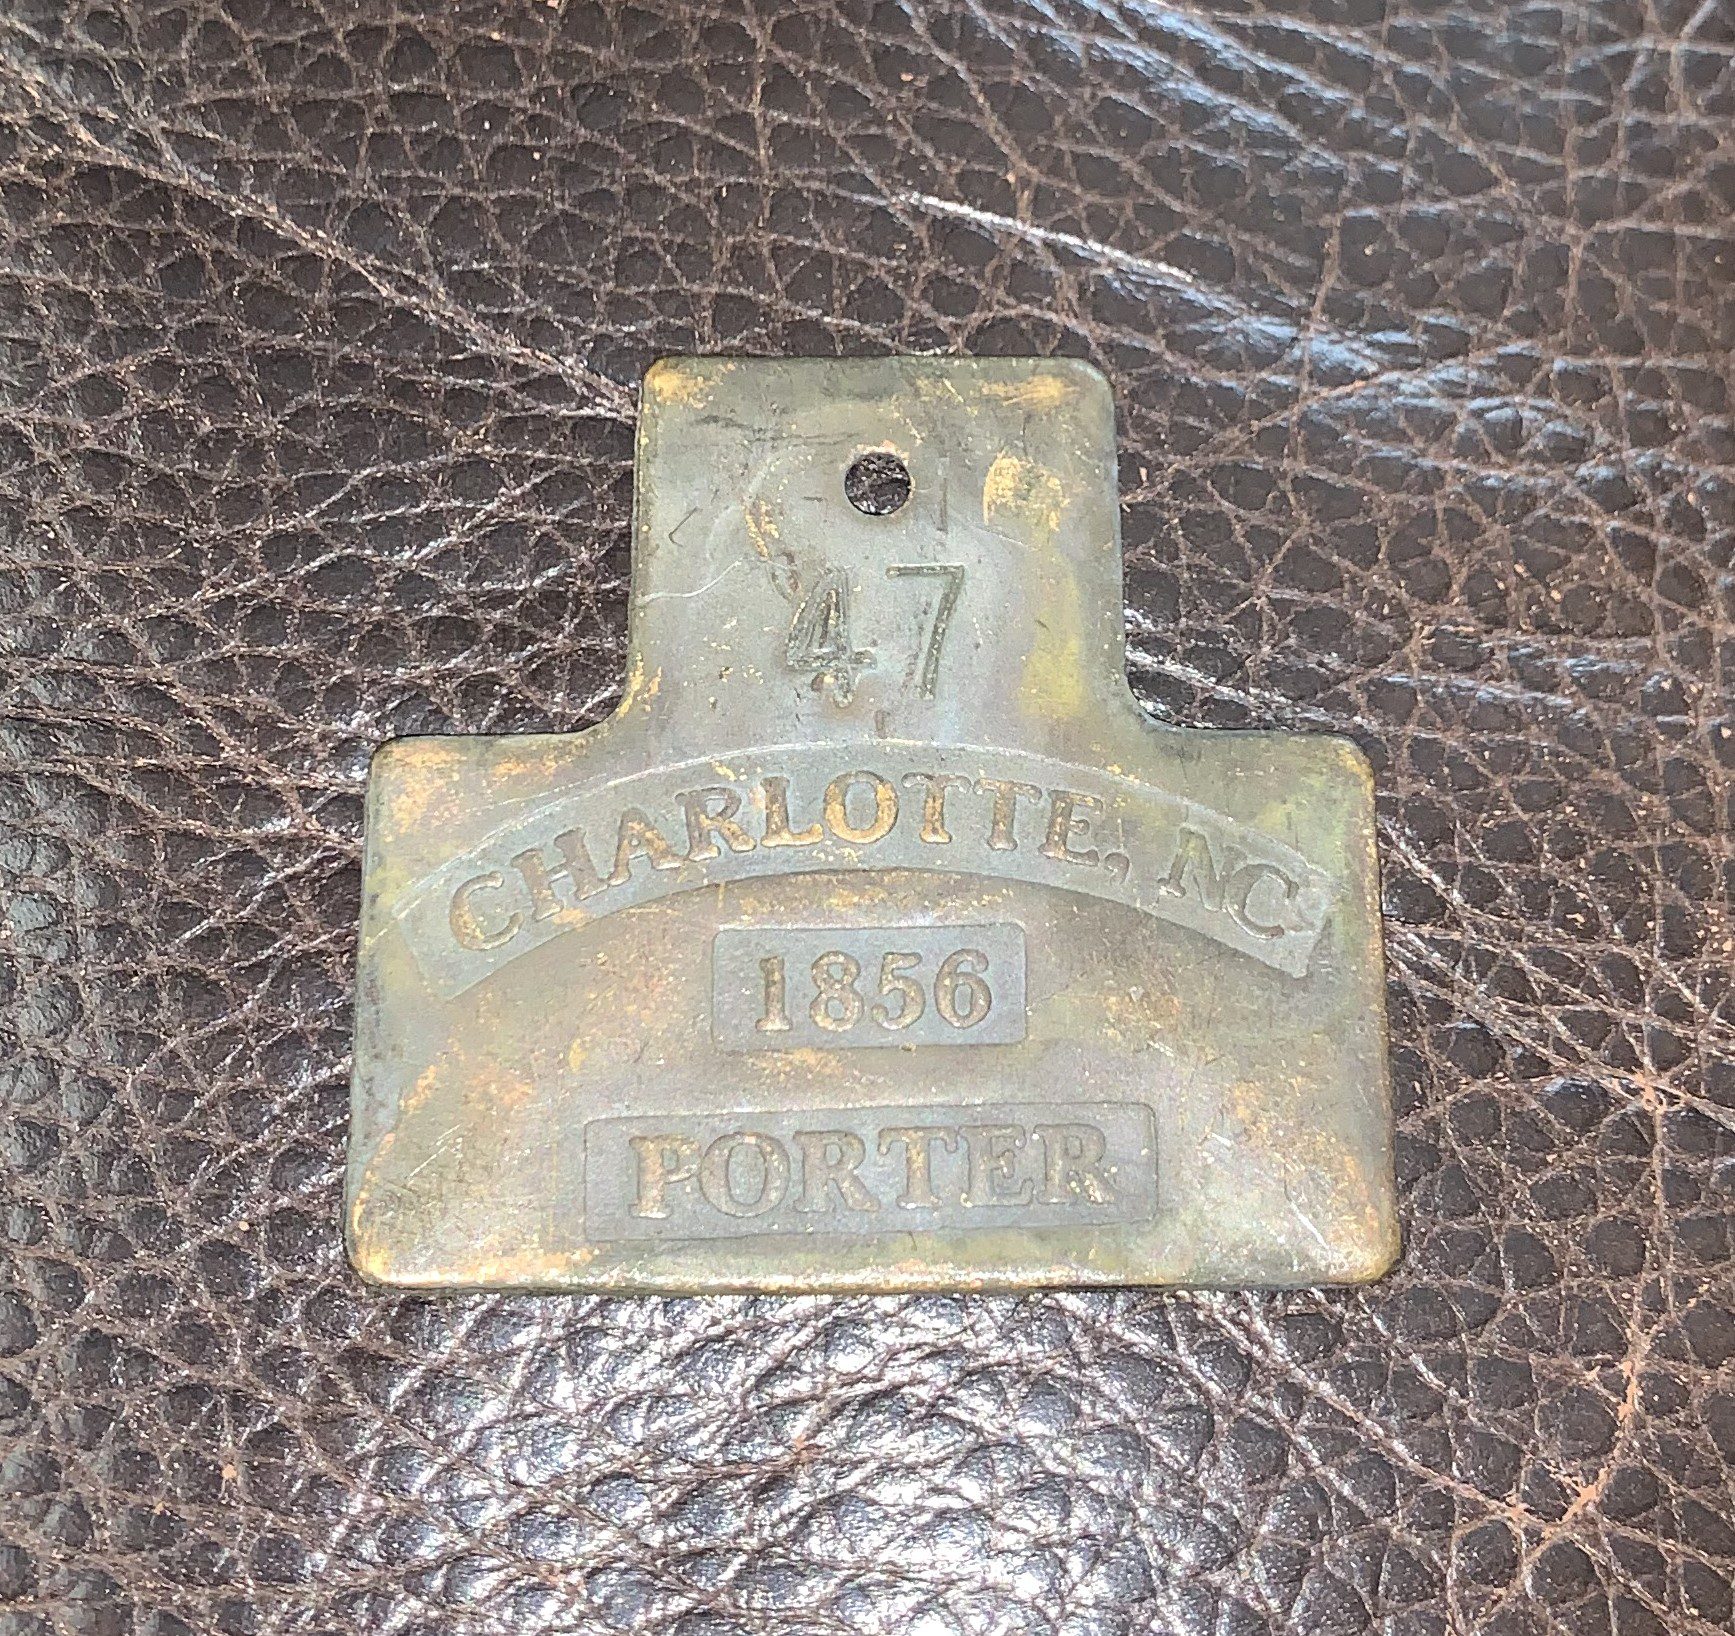 47
CHARLOTTE, NC
1856
PORTER